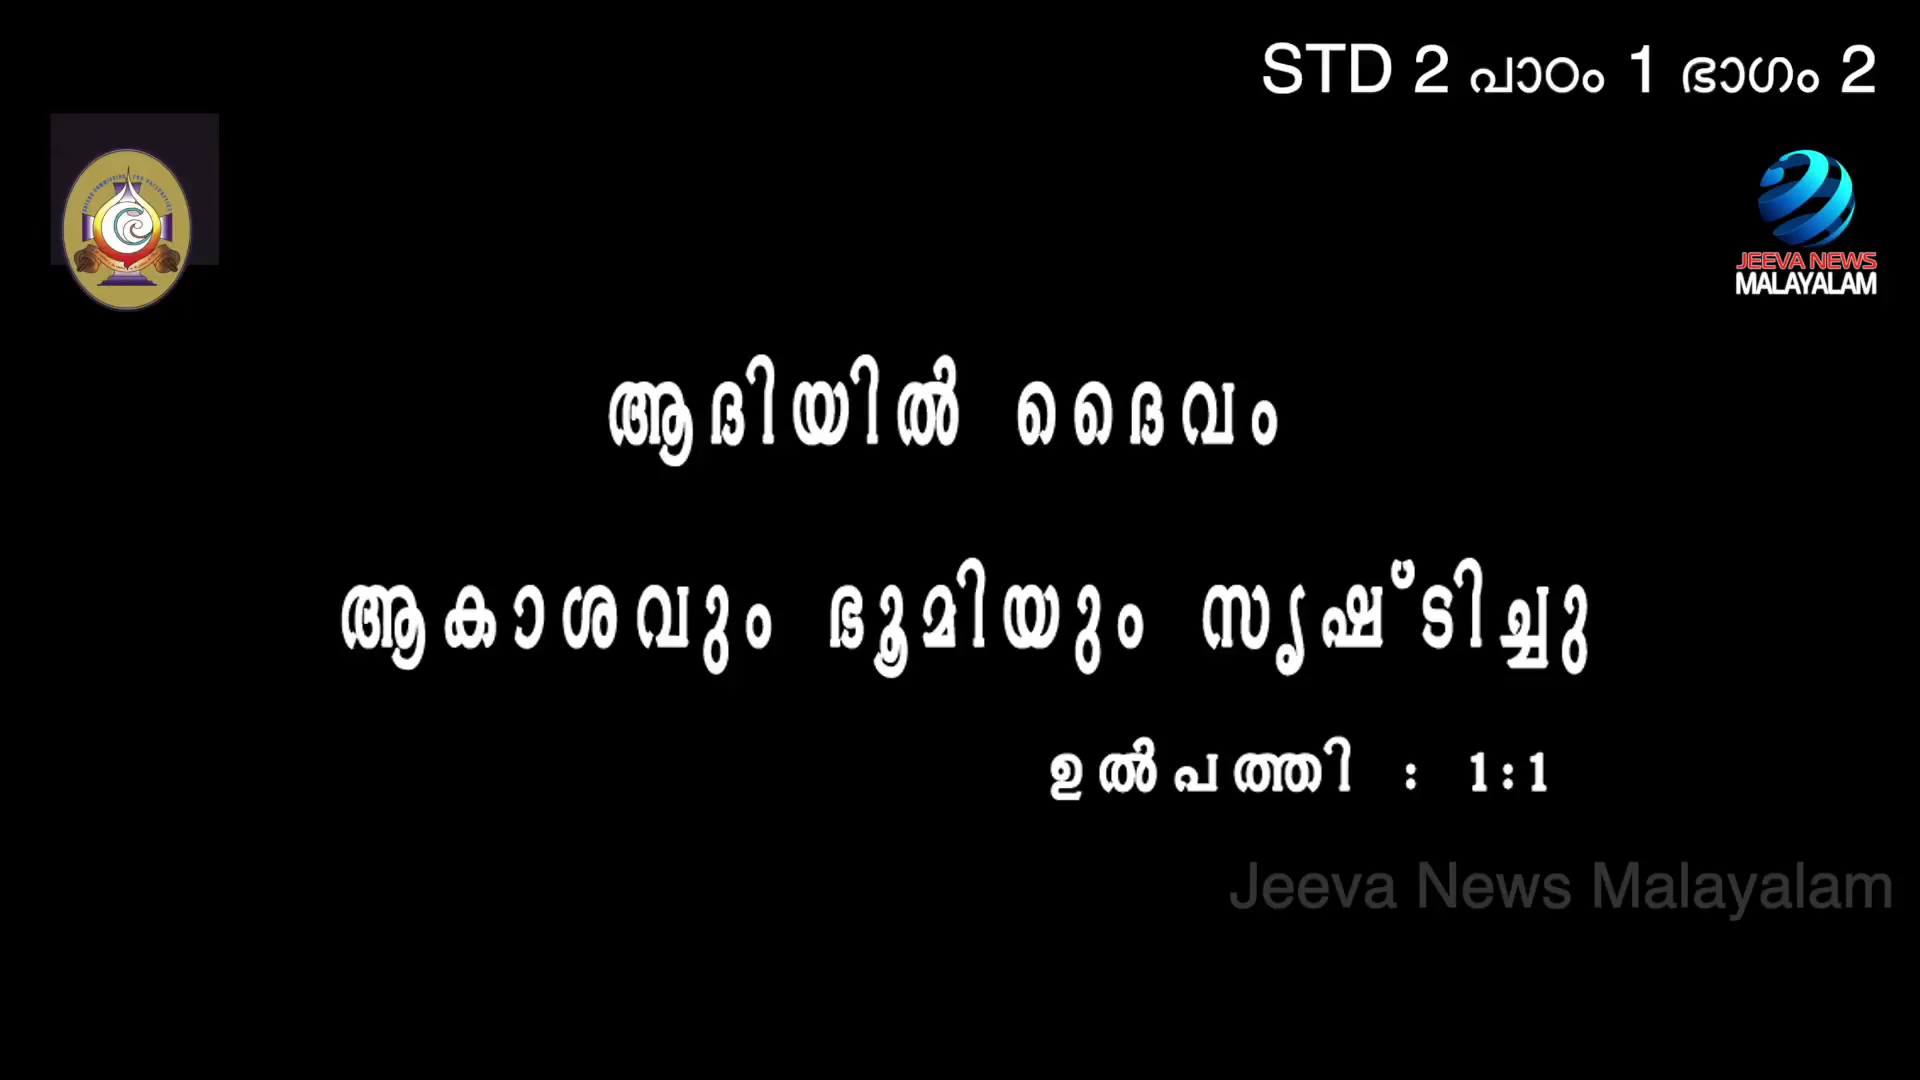 STD 2 പാഠം 1 ഭാഗം 2
JEEVA NEWS
MALAYALAM
ആദിയിൽ ദൈവം
ആകാശവും ഭൂമിയും സൃഷ്ടിച്ചു
ഉൽപത്തി : 1:1
Jeeva News Malayalam